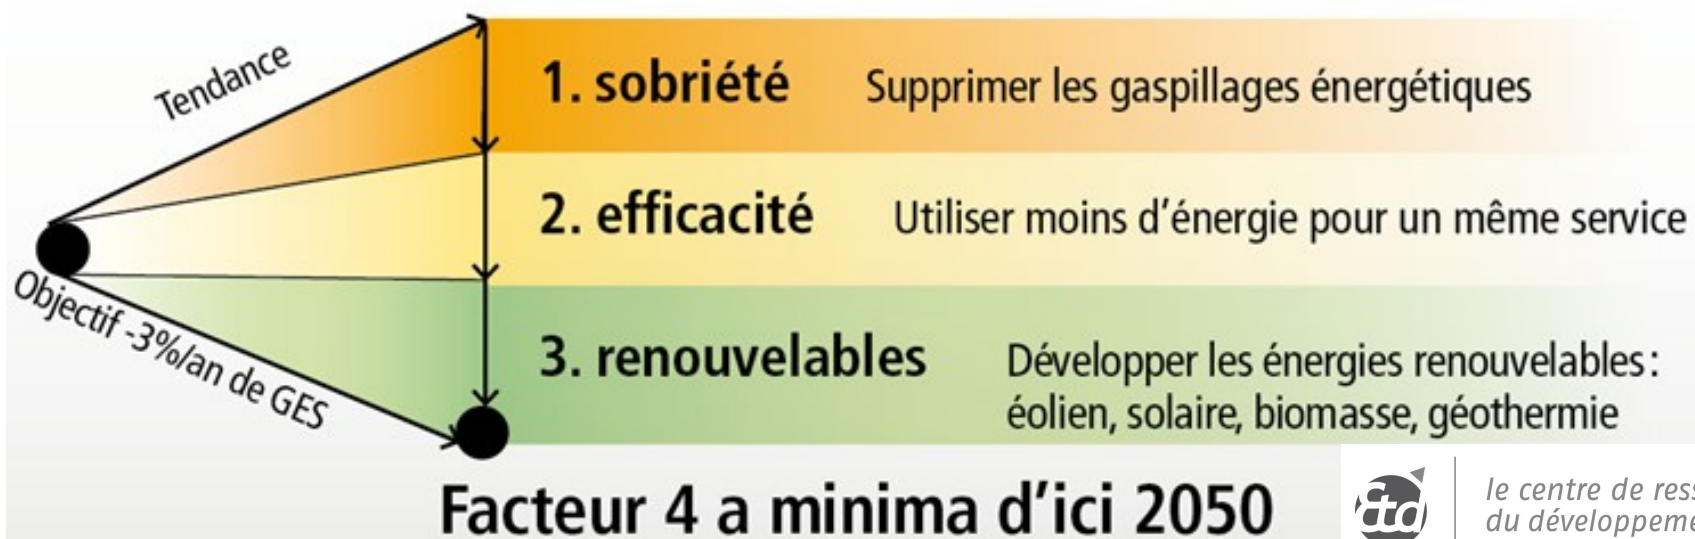 Tendance
1. sobriété Supprimer les gaspillages énergétiques
2. efficacité Utiliser moins d’énergie pour un même service
Objectif -3%/an de GES
3. renouvelables Développer les énergies renouvelables :
éolien, solaire, biomasse, géothermie
Facteur 4 a minima d’ici 2050
Étd
le centre de
du